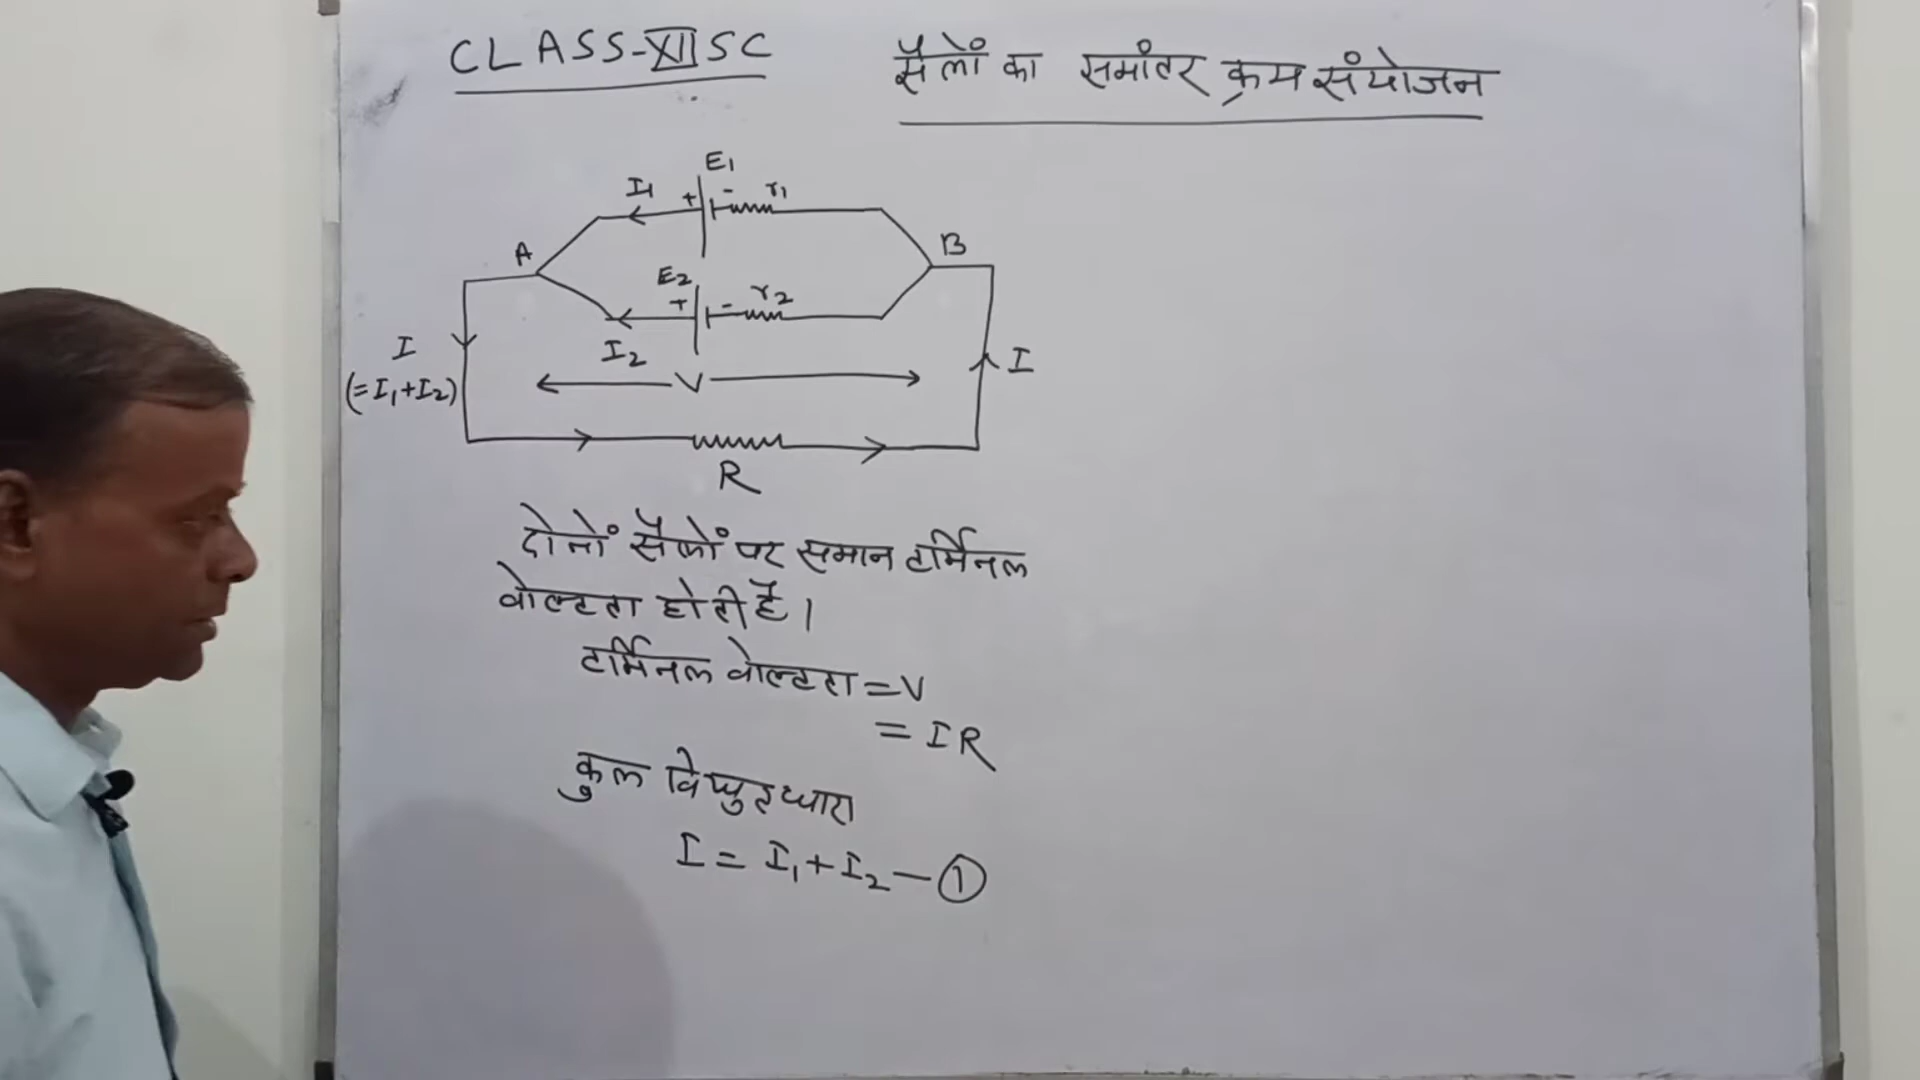 CLASS-XII SC
सैलों का समांतर क्रम संयोजन
E1
I1 + - r1
A B
E2
+ - r2
I2
I
(=I1+I2)
V
I
R
दोनों सैलों पर समान टर्मिनल
वोल्टता होती है।
टर्मिनल वोल्टता = V
= IR
कुल विद्युतधारा
I = I1 + I2 — ①